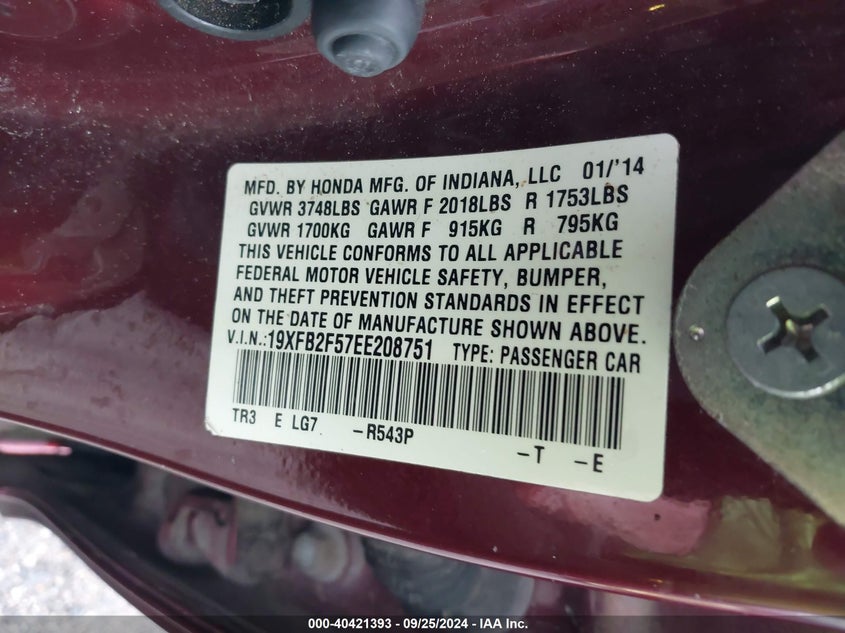 MFD. BY HONDA MFG. OF INDIANA, LLC 01/'14
GVWR 3748LBS GAWR F 2018LBS R 1753LBS
GVWR 1700KG GAWR F 915KG R 795KG
THIS VEHICLE CONFORMS TO ALL APPLICABLE
FEDERAL MOTOR VEHICLE SAFETY, BUMPER,
AND THEFT PREVENTION STANDARDS IN EFFECT
ON THE DATE OF MANUFACTURE SHOWN ABOVE.
V.I.N.:19XFB2F57EE208751 TYPE: PASSENGER CAR
TR3 E LG7 -R543P
-T -E
000-40421393 - 09/25/2024 - IAA Inc.